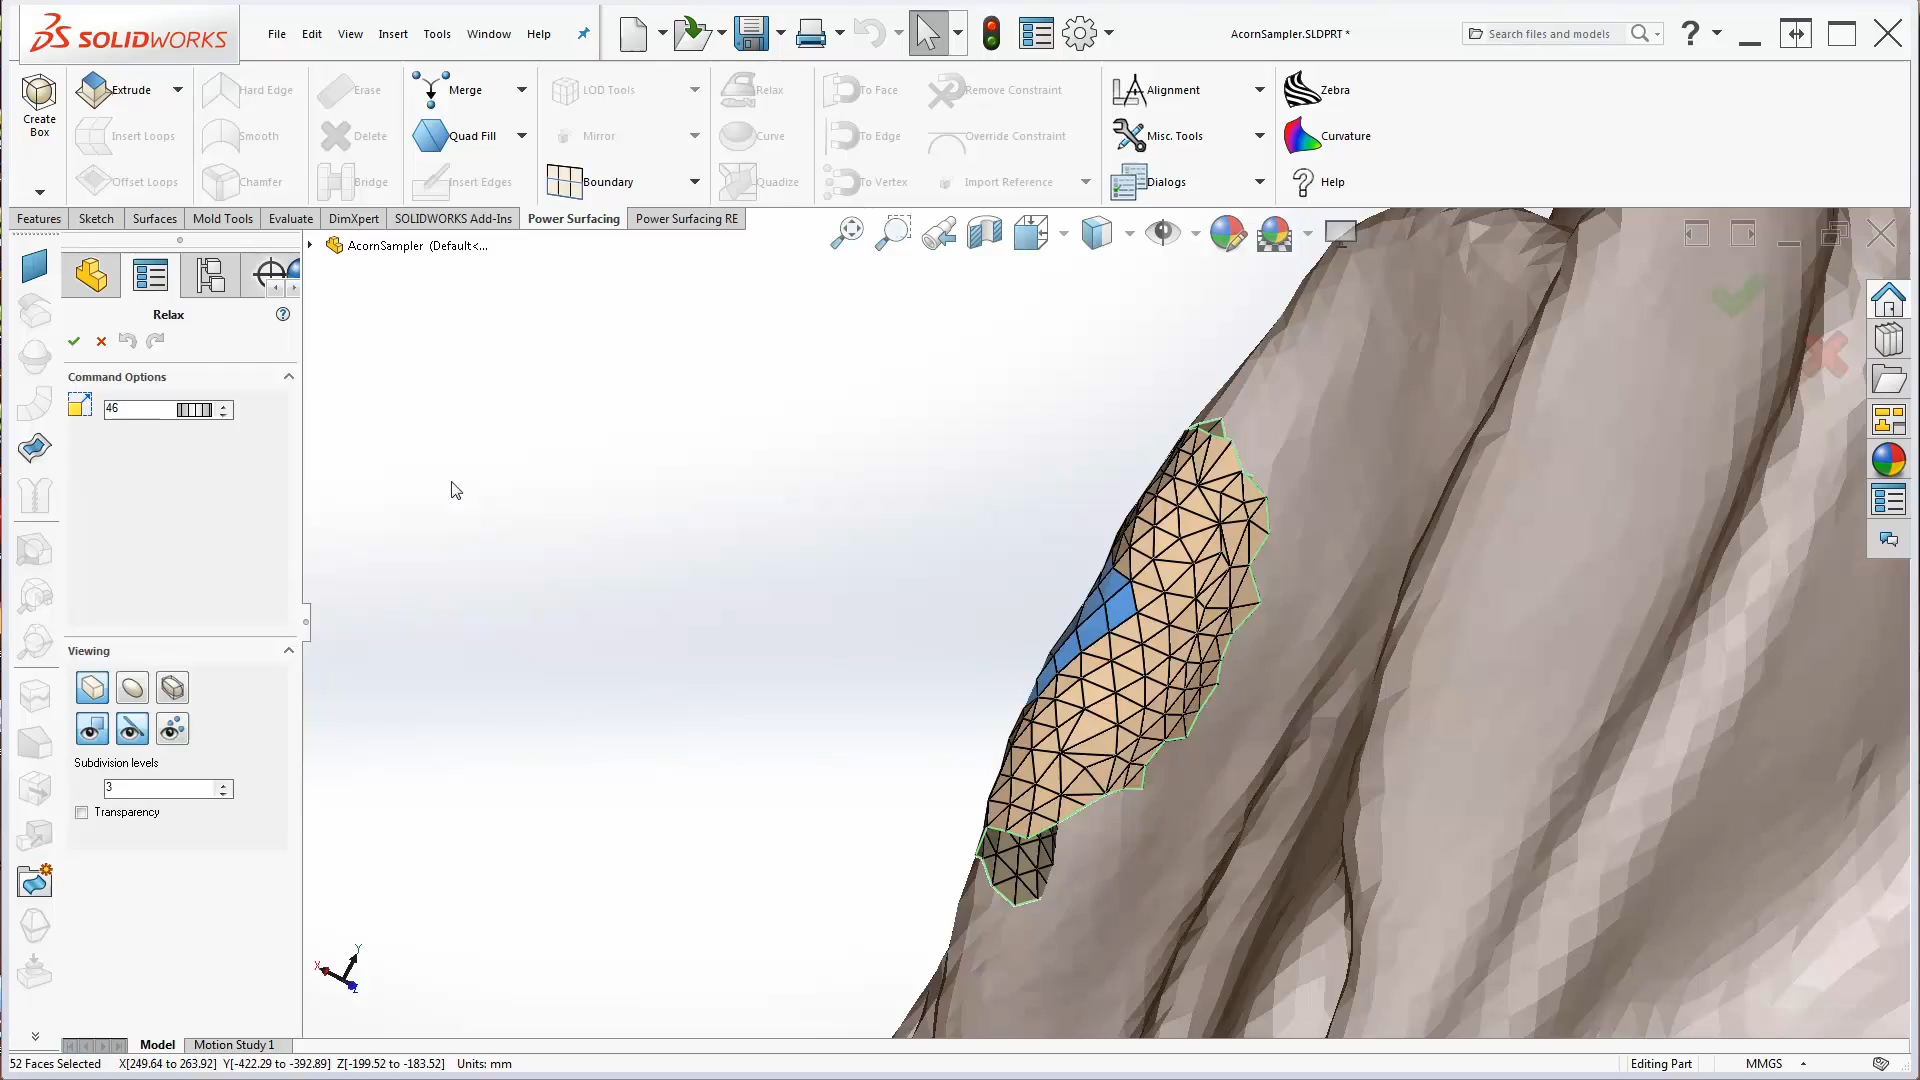 SOLIDWORKS
File Edit View Insert Tools Window Help
AcornSampler.SLDPRT *
Search files and models
Create Box
Extrude
Insert Loops
Offset Loops
Hard Edge
Smooth
Chamfer
Erase
Delete
Bridge
Merge
Quad Fill
Insert Edges
LOD Tools
Mirror
Boundary
Relax
Curve
Quadize
To Face
To Edge
To Vertex
Remove Constraint
Override Constraint
Import Reference
Alignment
Misc. Tools
Dialogs
Zebra
Curvature
Help
Features Sketch Surfaces Mold Tools Evaluate DimXpert SOLIDWORKS Add-Ins Power Surfacing Power Surfacing RE
AcornSampler (Default<...
Relax
Command Options
46
Viewing
Subdivision levels
3
Transparency
Y
X
Z
Model Motion Study 1
52 Faces Selected X[249.64 to 263.92] Y[-422.29 to -392.89] Z[-199.52 to -183.52] Units: mm
Editing Part
MMGS